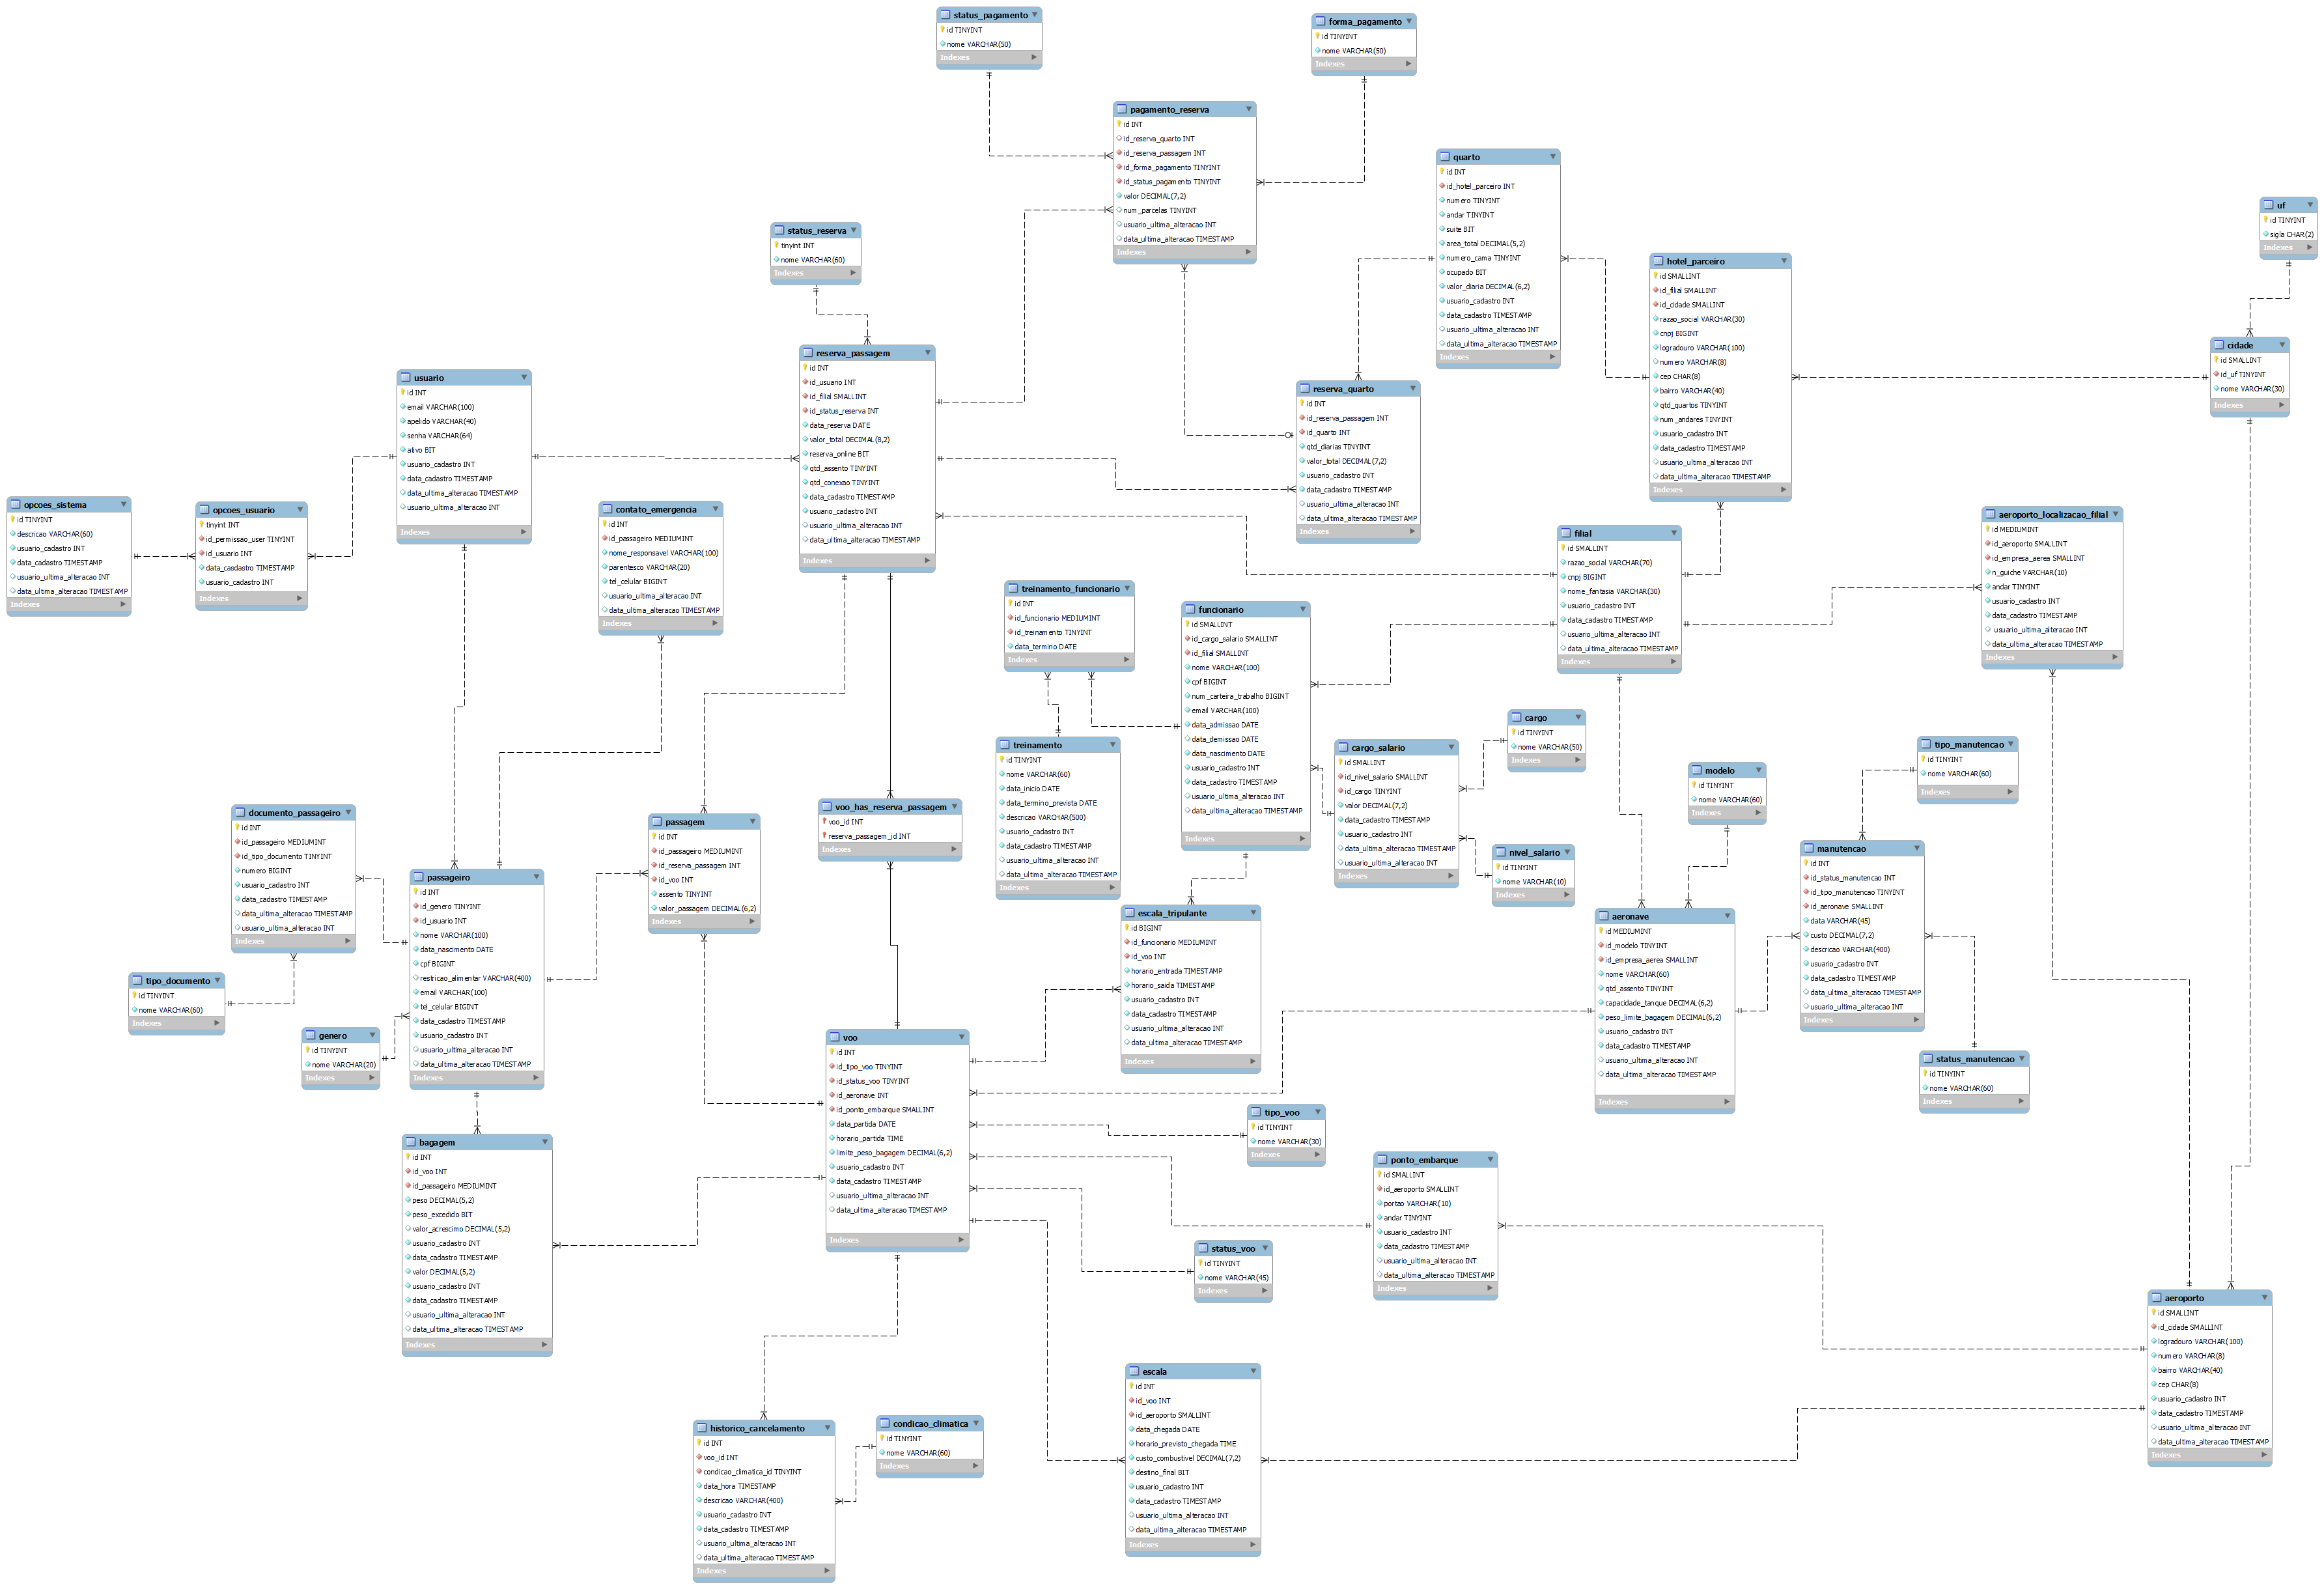 status_pagamento
id TINYINT
nome VARCHAR(50)
Indexes
forma_pagamento
id TINYINT
nome VARCHAR(50)
Indexes
pagamento_reserva
id INT
id_reserva_quarto INT
id_reserva_passagem INT
id_forma_pagamento TINYINT
id_status_pagamento TINYINT
valor DECIMAL(7,2)
num_parcelas TINYINT
usuario_ultima_alteracao INT
data_ultima_alteracao TIMESTAMP
Indexes
quarto
id INT
id_hotel_parceiro INT
numero TINYINT
andar TINYINT
suite BIT
area_total DECIMAL(5,2)
numero_cama TINYINT
ocupado BIT
valor_diaria DECIMAL(6,2)
usuario_cadastro INT
data_cadastro TIMESTAMP
usuario_ultima_alteracao INT
data_ultima_alteracao TIMESTAMP
Indexes
uf
id TINYINT
sigla CHAR(2)
Indexes
status_reserva
tinyint INT
nome VARCHAR(60)
Indexes
hotel_parceiro
id SMALLINT
id_filial SMALLINT
id_cidade SMALLINT
razao_social VARCHAR(30)
cnpj BIGINT
logradouro VARCHAR(100)
numero VARCHAR(8)
cep CHAR(8)
bairro VARCHAR(40)
qtd_quartos TINYINT
num_andares TINYINT
usuario_cadastro INT
data_cadastro TIMESTAMP
usuario_ultima_alteracao INT
data_ultima_alteracao TIMESTAMP
Indexes
cidade
id SMALLINT
id_uf TINYINT
nome VARCHAR(30)
Indexes
reserva_passagem
id INT
id_usuario INT
id_filial SMALLINT
id_status_reserva INT
data_reserva DATE
valor_total DECIMAL(8,2)
reserva_online BIT
qtd_assento TINYINT
qtd_conexao TINYINT
data_cadastro TIMESTAMP
usuario_cadastro INT
usuario_ultima_alteracao INT
data_ultima_alteracao TIMESTAMP
Indexes
usuario
id INT
email VARCHAR(100)
apelido VARCHAR(40)
senha VARCHAR(64)
ativo BIT
usuario_cadastro INT
data_cadastro TIMESTAMP
data_ultima_alteracao TIMESTAMP
usuario_ultima_alteracao INT
Indexes
reserva_quarto
id INT
id_reserva_passagem INT
id_quarto INT
qtd_diarias TINYINT
valor_total DECIMAL(7,2)
usuario_cadastro INT
data_cadastro TIMESTAMP
usuario_ultima_alteracao INT
data_ultima_alteracao TIMESTAMP
Indexes
opcoes_sistema
id TINYINT
descricao VARCHAR(60)
usuario_cadastro INT
data_cadastro TIMESTAMP
usuario_ultima_alteracao INT
data_ultima_alteracao TIMESTAMP
Indexes
opcoes_usuario
tinyint INT
id_permissao_user TINYINT
id_usuario INT
data_casdastro TIMESTAMP
usuario_cadastro INT
Indexes
contato_emergencia
id INT
id_passageiro MEDIUMINT
nome_responsavel VARCHAR(100)
parentesco VARCHAR(20)
tel_celular BIGINT
usuario_ultima_alteracao INT
data_ultima_alteracao TIMESTAMP
Indexes
aeroporto_localizacao_filial
id MEDIUMINT
id_aeroporto SMALLINT
id_empresa_aerea SMALLINT
n_guiche VARCHAR(10)
andar TINYINT
usuario_cadastro INT
data_cadastro TIMESTAMP
usuario_ultima_alteracao INT
data_ultima_alteracao TIMESTAMP
Indexes
filial
id SMALLINT
razao_social VARCHAR(70)
cnpj BIGINT
nome_fantasia VARCHAR(30)
usuario_cadastro INT
data_cadastro TIMESTAMP
usuario_ultima_alteracao INT
data_ultima_alteracao TIMESTAMP
Indexes
treinamento_funcionario
id INT
id_funcionario MEDIUMINT
id_treinamento TINYINT
data_termino DATE
Indexes
funcionario
id SMALLINT
id_cargo_salario SMALLINT
id_filial SMALLINT
nome VARCHAR(100)
cpf BIGINT
num_carteira_trabalho BIGINT
email VARCHAR(100)
data_admissao DATE
data_demissao DATE
data_nascimento DATE
usuario_cadastro INT
data_cadastro TIMESTAMP
usuario_ultima_alteracao INT
data_ultima_alteracao TIMESTAMP
Indexes
treinamento
id TINYINT
nome VARCHAR(60)
data_inicio DATE
data_termino_prevista DATE
descricao VARCHAR(500)
usuario_cadastro INT
data_cadastro TIMESTAMP
usuario_ultima_alteracao INT
data_ultima_alteracao TIMESTAMP
Indexes
cargo_salario
id SMALLINT
id_nivel_salario SMALLINT
id_cargo TINYINT
valor DECIMAL(7,2)
data_cadastro TIMESTAMP
usuario_cadastro INT
data_ultima_alteracao TIMESTAMP
usuario_ultima_alteracao INT
Indexes
cargo
id TINYINT
nome VARCHAR(50)
Indexes
nivel_salario
id TINYINT
nome VARCHAR(10)
Indexes
modelo
id TINYINT
nome VARCHAR(60)
Indexes
tipo_manutencao
id TINYINT
nome VARCHAR(60)
Indexes
documento_passageiro
id INT
id_passageiro MEDIUMINT
id_tipo_documento TINYINT
numero BIGINT
usuario_cadastro INT
data_cadastro TIMESTAMP
data_ultima_alteracao TIMESTAMP
usuario_ultima_alteracao INT
Indexes
passagem
id INT
id_passageiro MEDIUMINT
id_reserva_passagem INT
id_voo INT
assento TINYINT
valor_passagem DECIMAL(6,2)
Indexes
voo_has_reserva_passagem
voo_id INT
reserva_passagem_id INT
Indexes
manutencao
id INT
id_status_manutencao INT
id_tipo_manutencao TINYINT
id_aeronave SMALLINT
data VARCHAR(45)
custo DECIMAL(7,2)
descricao VARCHAR(400)
usuario_cadastro INT
data_cadastro TIMESTAMP
data_ultima_alteracao TIMESTAMP
usuario_ultima_alteracao INT
Indexes
passageiro
id INT
id_genero TINYINT
id_usuario INT
nome VARCHAR(100)
data_nascimento DATE
cpf BIGINT
restricao_alimentar VARCHAR(400)
email VARCHAR(100)
tel_celular BIGINT
data_cadastro TIMESTAMP
usuario_cadastro INT
usuario_ultima_alteracao INT
data_ultima_alteracao TIMESTAMP
Indexes
escala_tripulante
id BIGINT
id_funcionario MEDIUMINT
id_voo INT
horario_entrada TIMESTAMP
horario_saida TIMESTAMP
usuario_cadastro INT
data_cadastro TIMESTAMP
usuario_ultima_alteracao INT
data_ultima_alteracao TIMESTAMP
Indexes
aeronave
id MEDIUMINT
id_modelo TINYINT
id_empresa_aerea SMALLINT
nome VARCHAR(60)
qtd_assento TINYINT
capacidade_tanque DECIMAL(6,2)
peso_limite_bagagem DECIMAL(6,2)
usuario_cadastro INT
data_cadastro TIMESTAMP
usuario_ultima_alteracao INT
data_ultima_alteracao TIMESTAMP
Indexes
tipo_documento
id TINYINT
nome VARCHAR(60)
Indexes
genero
id TINYINT
nome VARCHAR(20)
Indexes
voo
id INT
id_tipo_voo TINYINT
id_status_voo TINYINT
id_aeronave INT
id_ponto_embarque SMALLINT
data_partida DATE
horario_partida TIME
limite_peso_bagagem DECIMAL(6,2)
usuario_cadastro INT
data_cadastro TIMESTAMP
usuario_ultima_alteracao INT
data_ultima_alteracao TIMESTAMP
Indexes
status_manutencao
id TINYINT
nome VARCHAR(60)
Indexes
tipo_voo
id TINYINT
nome VARCHAR(30)
Indexes
bagagem
id INT
id_voo INT
id_passageiro MEDIUMINT
peso DECIMAL(5,2)
peso_excedido BIT
valor_acrescimo DECIMAL(5,2)
usuario_cadastro INT
data_cadastro TIMESTAMP
valor DECIMAL(5,2)
usuario_cadastro INT
data_cadastro TIMESTAMP
usuario_ultima_alteracao INT
data_ultima_alteracao TIMESTAMP
Indexes
ponto_embarque
id SMALLINT
id_aeroporto SMALLINT
portao VARCHAR(10)
andar TINYINT
usuario_cadastro INT
data_cadastro TIMESTAMP
usuario_ultima_alteracao INT
data_ultima_alteracao TIMESTAMP
Indexes
status_voo
id TINYINT
nome VARCHAR(45)
Indexes
aeroporto
id SMALLINT
id_cidade SMALLINT
logradouro VARCHAR(100)
numero VARCHAR(8)
bairro VARCHAR(40)
cep CHAR(8)
usuario_cadastro INT
data_cadastro TIMESTAMP
usuario_ultima_alteracao INT
data_ultima_alteracao TIMESTAMP
Indexes
escala
id INT
id_voo INT
id_aeroporto SMALLINT
data_chegada DATE
horario_previsto_chegada TIME
custo_combustivel DECIMAL(7,2)
destino_final BIT
usuario_cadastro INT
data_cadastro TIMESTAMP
usuario_ultima_alteracao INT
data_ultima_alteracao TIMESTAMP
Indexes
historico_cancelamento
id INT
voo_id INT
condicao_climatica_id TINYINT
data_hora TIMESTAMP
descricao VARCHAR(400)
usuario_cadastro INT
data_cadastro TIMESTAMP
usuario_ultima_alteracao INT
data_ultima_alteração TIMESTAMP
Indexes
condicao_climatica
id TINYINT
nome VARCHAR(60)
Indexes